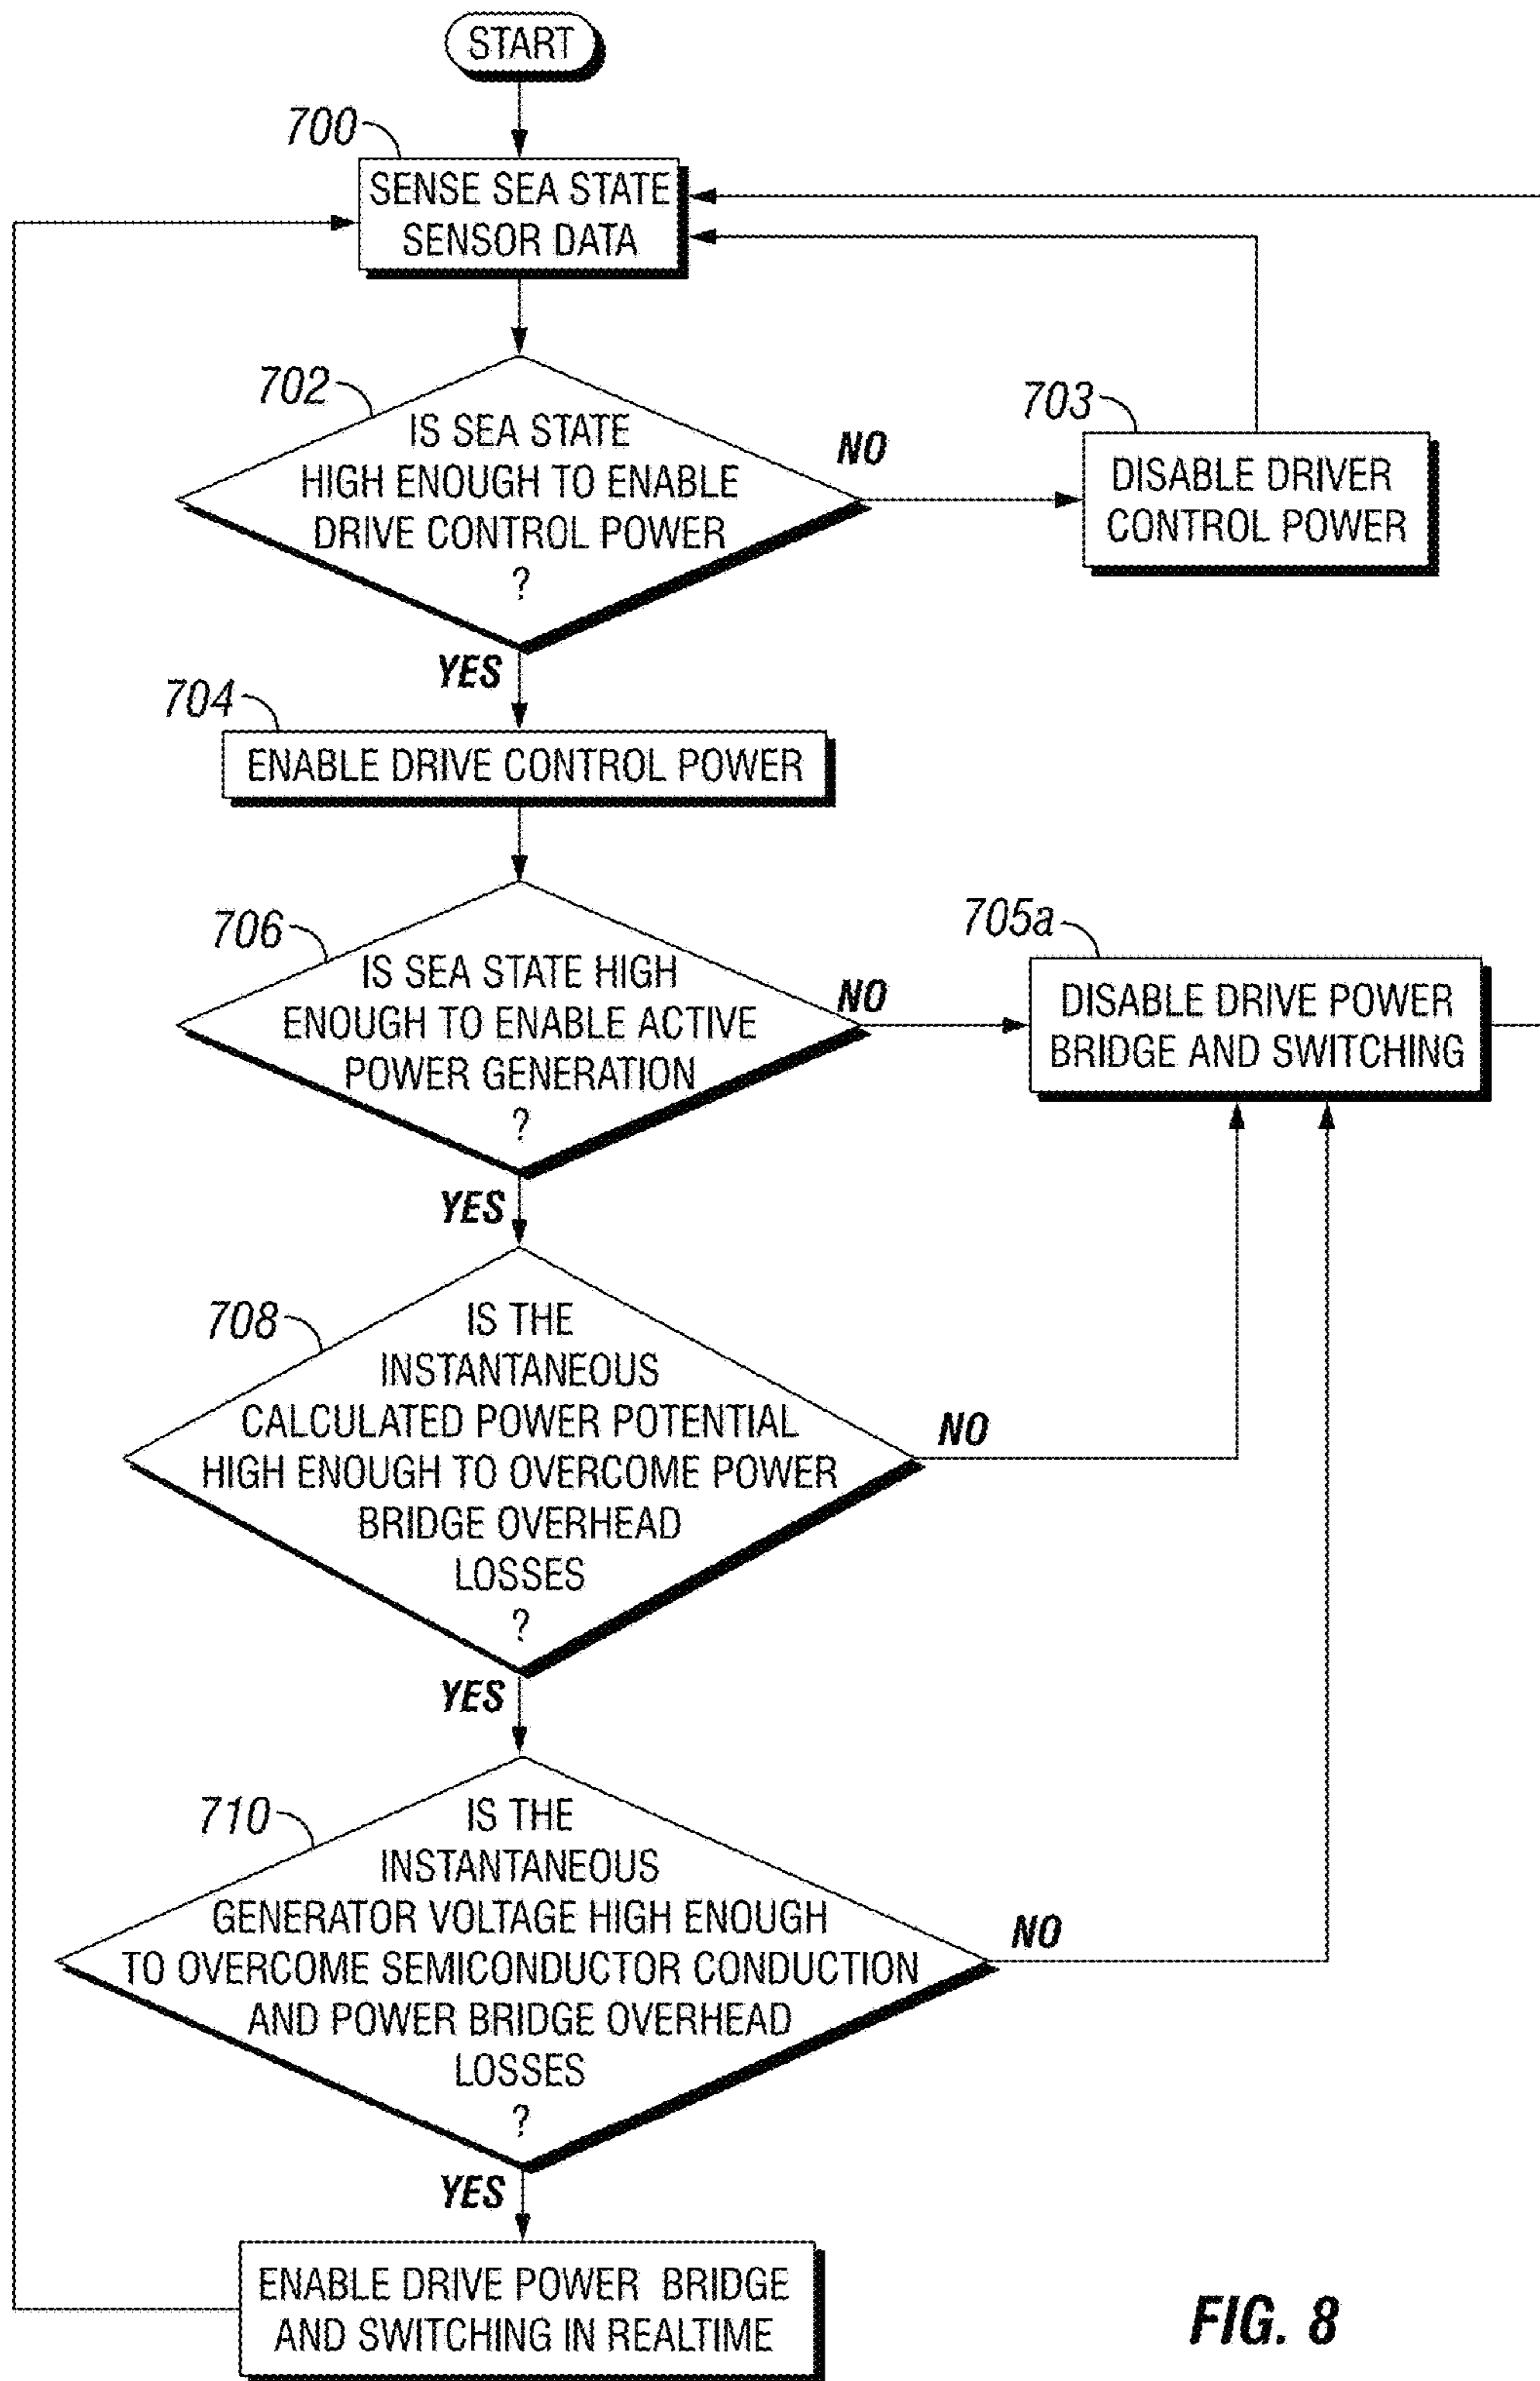 START
700
SENSE SEA STATE
SENSOR DATA
702
IS SEA STATE
HIGH ENOUGH TO ENABLE
DRIVE CONTROL POWER
?
NO
703
DISABLE DRIVER
CONTROL POWER
YES
704
ENABLE DRIVE CONTROL POWER
706
IS SEA STATE HIGH
ENOUGH TO ENABLE ACTIVE
POWER GENERATION
?
NO
705a
DISABLE DRIVE POWER
BRIDGE AND SWITCHING
YES
708
IS THE
INSTANTANEOUS
CALCULATED POWER POTENTIAL
HIGH ENOUGH TO OVERCOME POWER
BRIDGE OVERHEAD
LOSSES
?
NO
YES
710
IS THE
INSTANTANEOUS
GENERATOR VOLTAGE HIGH ENOUGH
TO OVERCOME SEMICONDUCTOR CONDUCTION
AND POWER BRIDGE OVERHEAD
LOSSES
?
NO
YES
ENABLE DRIVE POWER BRIDGE
AND SWITCHING IN REALTIME
FIG. 8